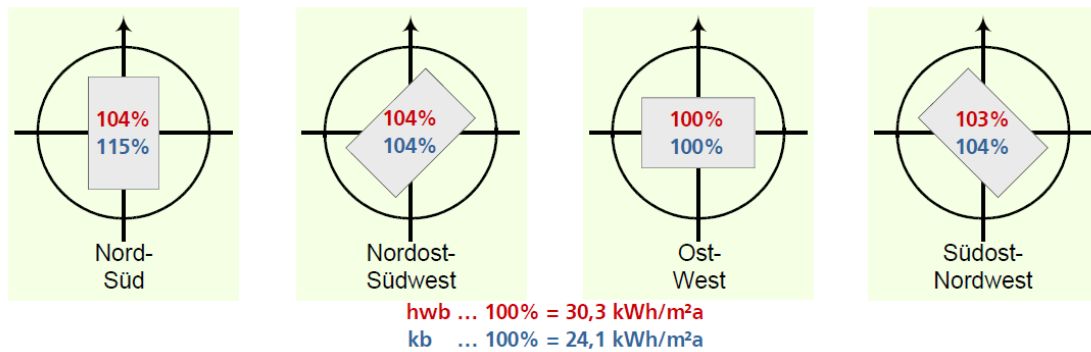 104%
115%
Nord-
Süd
104%
104%
Nordost-
Südwest
100%
100%
Ost-
West
103%
104%
Südost-
Nordwest
hwb ... 100% = 30,3 kWh/m²a
kb ... 100% = 24,1 kWh/m²a